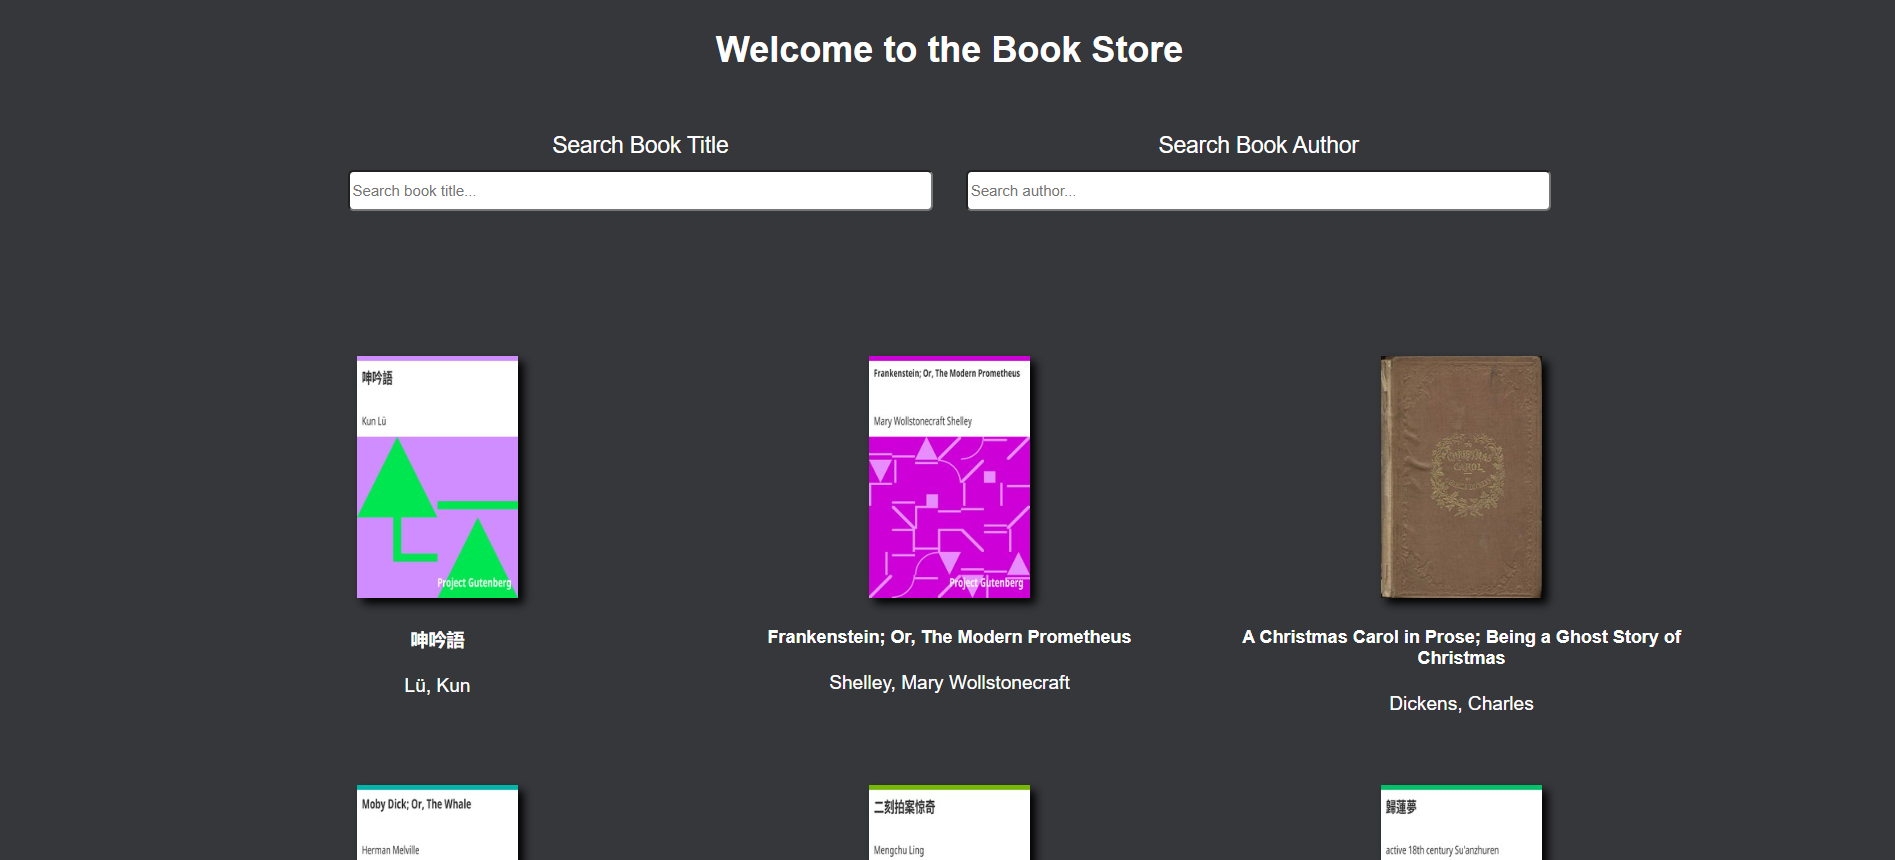 Welcome to the Book Store
Search Book Title
Search Book Author
Search book title...
Search author...
呻吟語
Kun Lü
Project Gutenberg
Frankenstein; Or, The Modern Prometheus
Mary Wollstonecraft Shelley
Project Gutenberg
A
CHRISTMAS
CAROL
呻吟語
Lü, Kun
Frankenstein; Or, The Modern Prometheus
Shelley, Mary Wollstonecraft
A Christmas Carol in Prose; Being a Ghost Story of
Christmas
Dickens, Charles
Moby Dick; Or, The Whale
Herman Melville
二刻拍案惊奇
Mengchu Ling
歸蓮夢
active 18th century Su'anzhuren